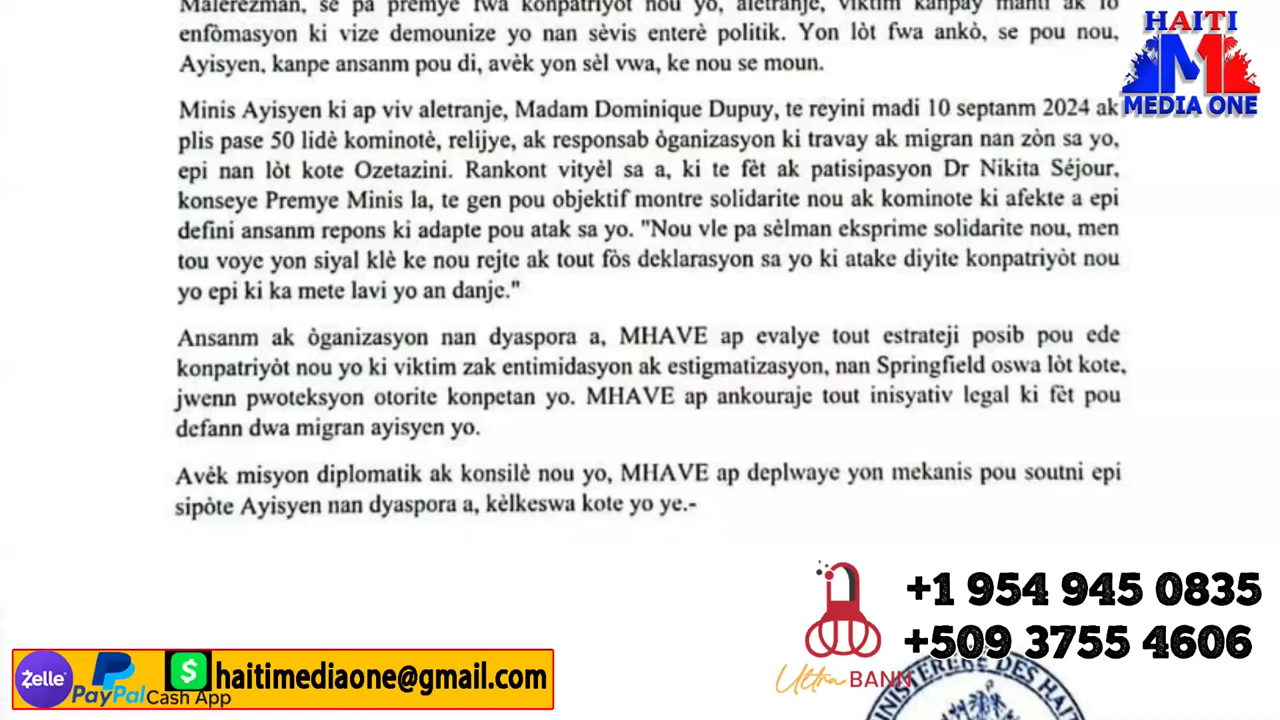 Malerezman, se pa premye fwa konpatriyòt nou yo, aletranje, viktim kanpay manti ak fo
enfòmasyon ki vize demounize yo nan sèvis enterè politik. Yon lòt fwa ankò, se pou nou,
Ayisyen, kanpe ansanm pou di, avèk yon sèl vwa, ke nou se moun.
Minis Ayisyen ki ap viv aletranje, Madam Dominique Dupuy, te reyini madi 10 septanm 2024 ak
plis pase 50 lidè kominotè, relijye, ak responsab òganizasyon ki travay ak migran nan zòn sa yo,
epi nan lòt kote Ozetazini. Rankont vityèl sa a, ki te fèt ak patisipasyon Dr Nikita Séjour,
konseye Premye Minis la, te gen pou objektif montre solidarite nou ak kominote ki afekte a epi
defini ansanm repons ki adapte pou atak sa yo. "Nou vle pa sèlman eksprime solidarite nou, men
tou voye yon siyal klè ke nou rejte ak tout fòs deklarasyon sa yo ki atake diyite konpatriyòt nou
yo epi ki ka mete lavi yo an danje."
Ansanm ak òganizasyon nan dyaspora a, MHAVE ap evalye tout estrateji posib pou ede
konpatriyòt nou yo ki viktim zak entimidasyon ak estigmatizasyon, nan Springfield oswa lòt kote,
jwenn pwoteksyon otorite konpetan yo. MHAVE ap ankouraje tout inisyativ legal ki fèt pou
defann dwa migran ayisyen yo.
Avèk misyon diplomatik ak konsilè nou yo, MHAVE ap deplwaye yon mekanis pou soutni epi
sipòte Ayisyen nan dyaspora a, kèlkeswa kote yo ye.-
HAITI
M
MEDIA ONE
+1 954 945 0835
+509 3755 4606
Ultra BANN
Zelle
PayPal
$
Cash App
haitimediaone@gmail.com
DES